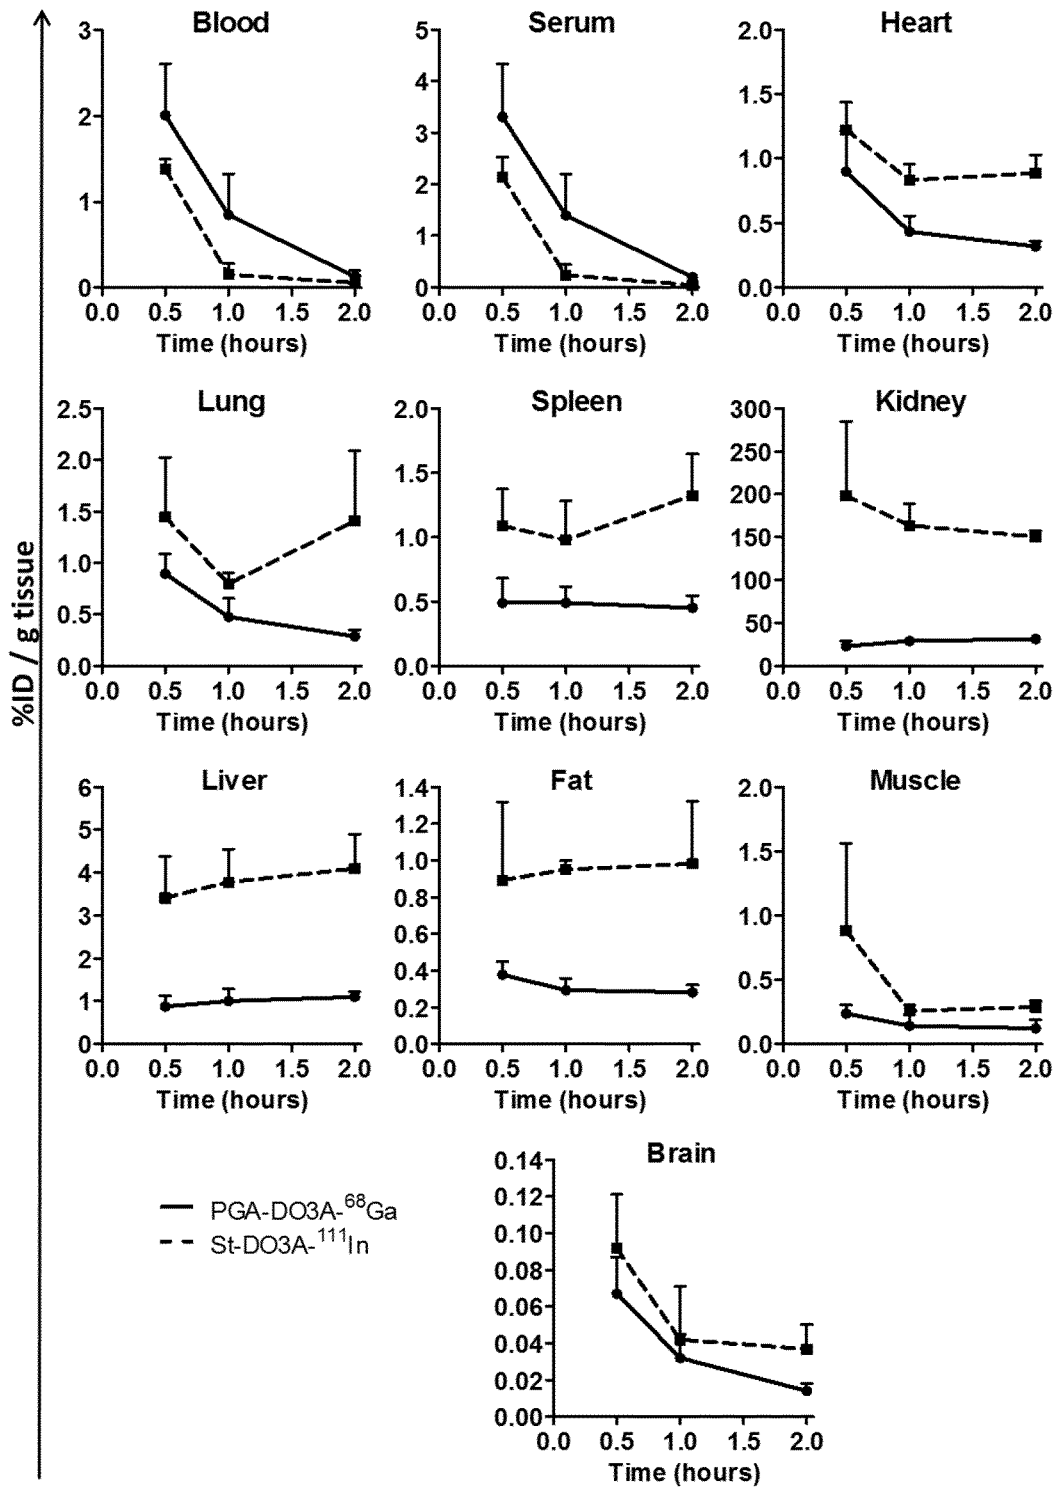 %ID / g tissue
Blood
3
2
1
0
0.0 0.5 1.0 1.5 2.0
Time (hours)
Serum
5
4
3
2
1
0
0.0 0.5 1.0 1.5 2.0
Time (hours)
Heart
2.0
1.5
1.0
0.5
0.0
0.0 0.5 1.0 1.5 2.0
Time (hours)
Lung
2.5
2.0
1.5
1.0
0.5
0.0
0.0 0.5 1.0 1.5 2.0
Time (hours)
Spleen
2.0
1.5
1.0
0.5
0.0
0.0 0.5 1.0 1.5 2.0
Time (hours)
Kidney
300
250
200
150
100
50
0
0.0 0.5 1.0 1.5 2.0
Time (hours)
Liver
6
5
4
3
2
1
0
0.0 0.5 1.0 1.5 2.0
Time (hours)
Fat
1.4
1.2
1.0
0.8
0.6
0.4
0.2
0.0
0.0 0.5 1.0 1.5 2.0
Time (hours)
Muscle
2.0
1.5
1.0
0.5
0.0
0.0 0.5 1.0 1.5 2.0
Time (hours)
PGA-DO3A-⁶⁸Ga
St-DO3A-¹¹¹In
Brain
0.14
0.12
0.10
0.08
0.06
0.04
0.02
0.00
0.0 0.5 1.0 1.5 2.0
Time (hours)